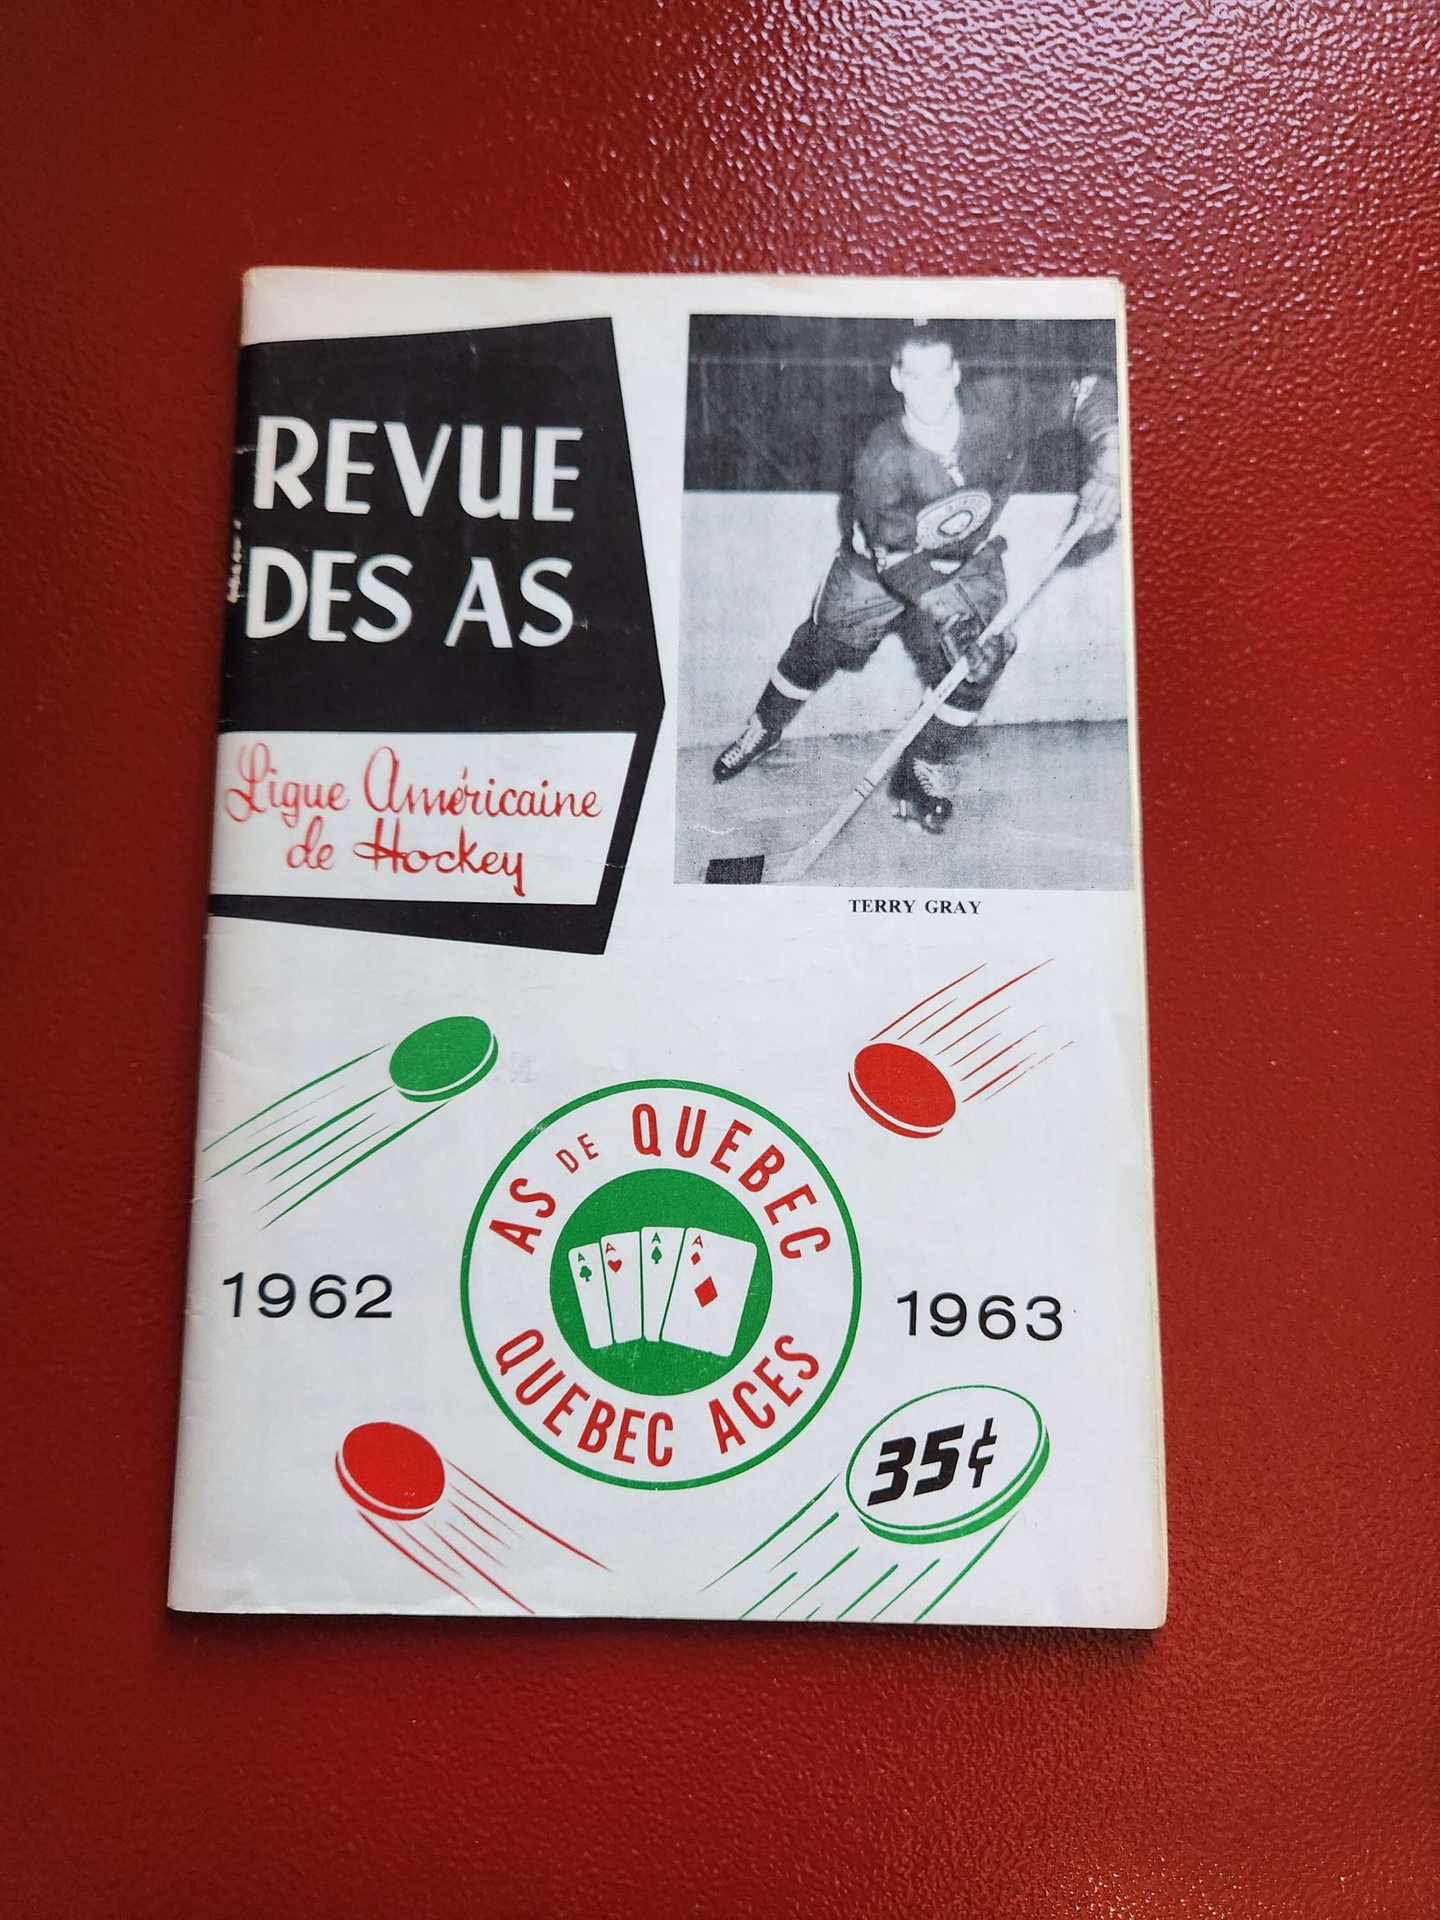 REVUE
DES AS
Ligue Américaine
de Hockey
TERRY GRAY
AS DE QUEBEC
A A A A
QUEBEC ACES
1962
1963
35¢